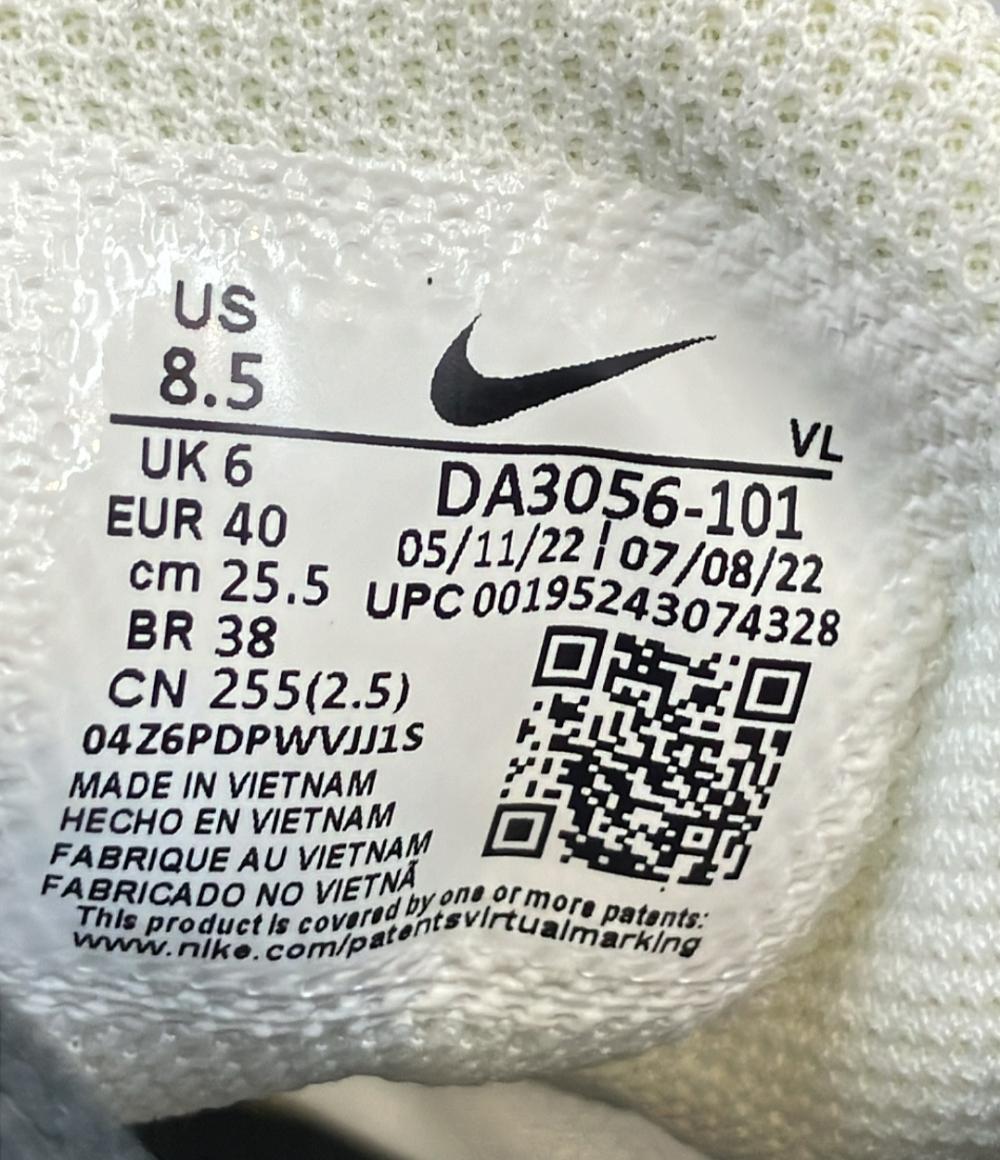 US
8.5
VL
UK 6
EUR 40
cm 25.5
BR 38
CN 255(2.5)
04Z6PDPWVJJ1S
DA3056-101
05/11/22 | 07/08/22
UPC 00195243074328
MADE IN VIETNAM
HECHO EN VIETNAM
FABRIQUE AU VIETNAM
FABRICADO NO VIETNÃ
This product is covered by one or more patents:
www.nike.com/patentsvirtualmarking